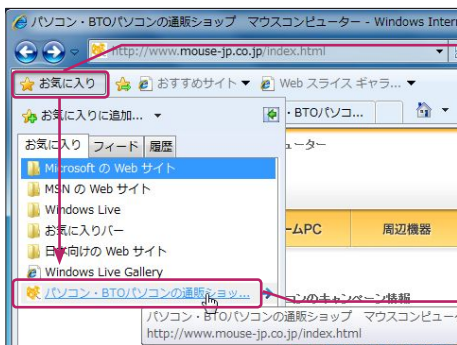 パソコン・BTOパソコンの通販ショップ マウスコンピューター - Windows Inter
http://www.mouse-jp.co.jp/index.html
お気に入り おすすめサイト ▼ Web スライス ギャラ... ▼
お気に入りに追加... ▼ ・BTOパソコ...
お気に入り フィード 履歴 ューター
Microsoft の Web サイト
MSN の Web サイト
Windows Live
お気に入りバー ームPC 周辺機器
日本向けの Web サイト
Windows Live Gallery
パソコン・BTOパソコンの通販ショッ... コンのキャンペーン情報
パソコン・BTOパソコンの通販ショップ マウスコンピュー
http://www.mouse-jp.co.jp/index.html